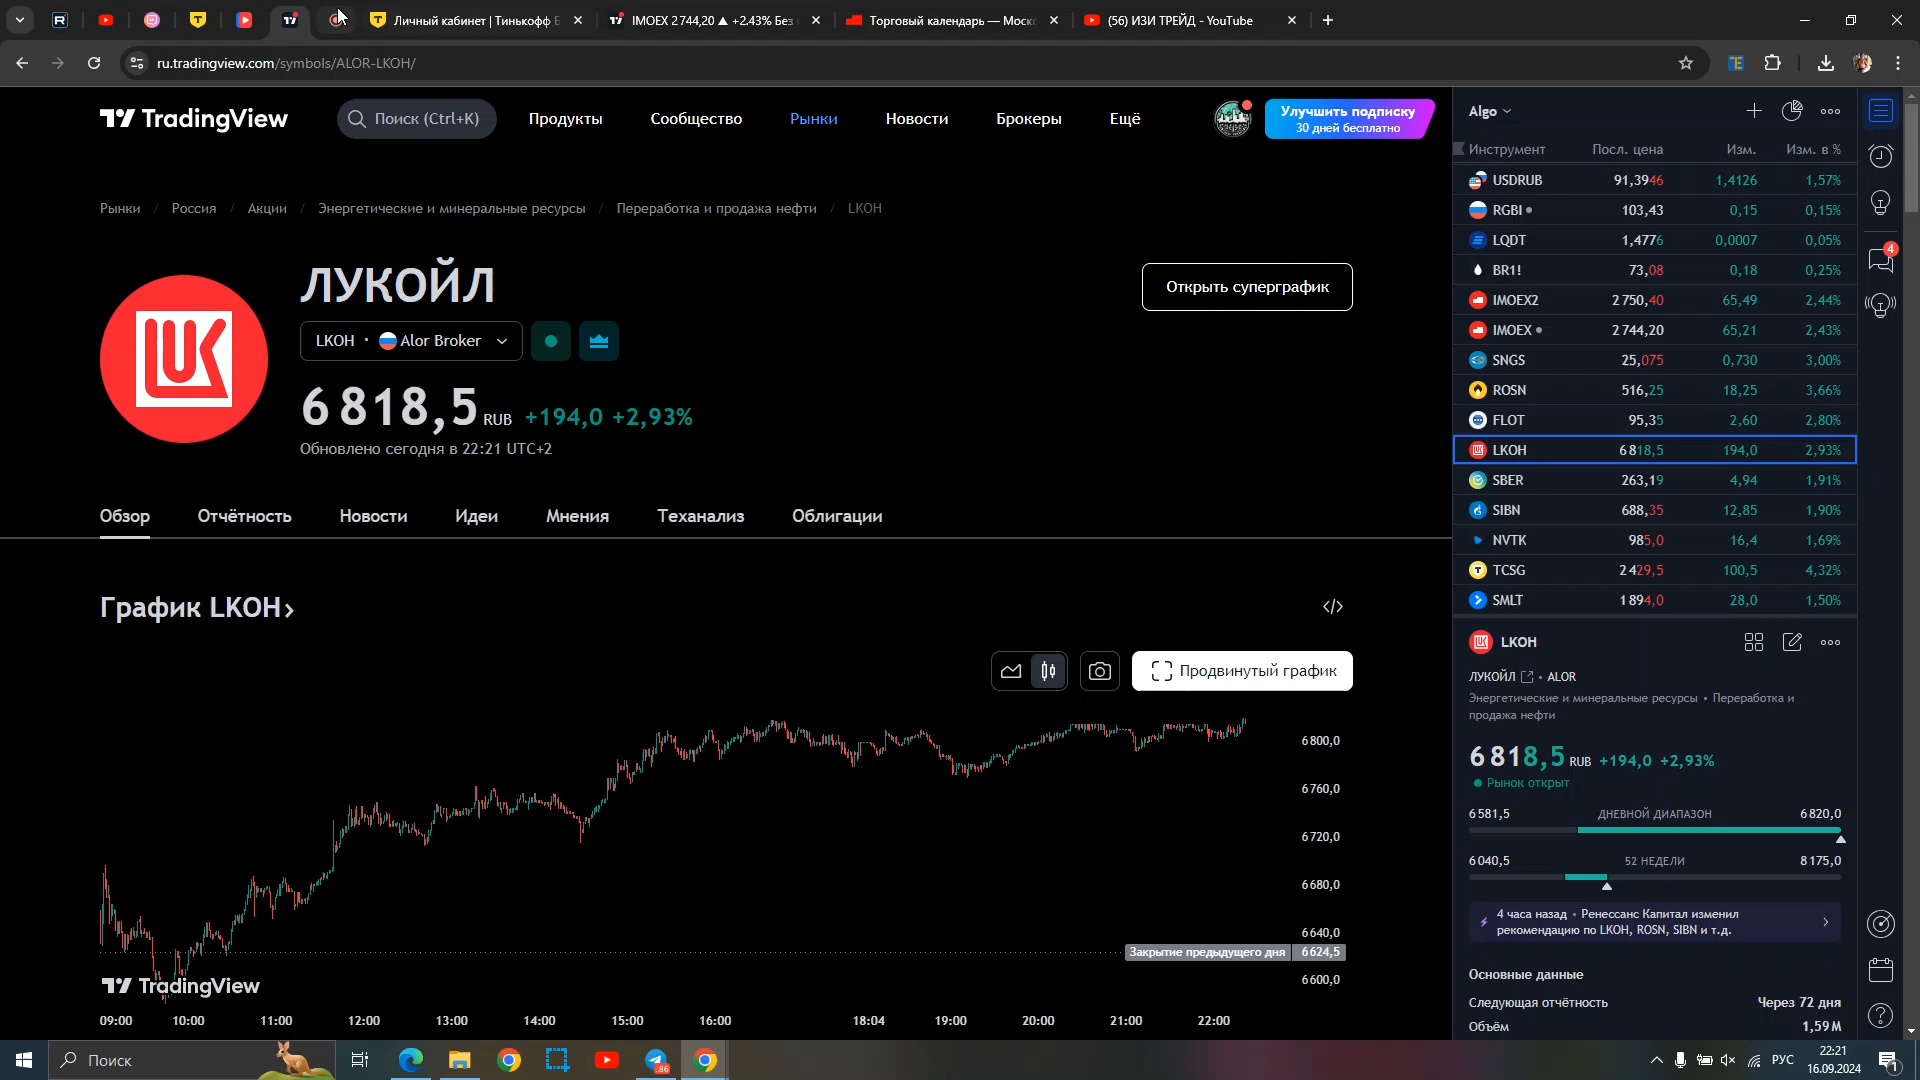 Личный кабинет | Тинькофф Б
IMOEX 2 744,20 ▲ +2.43% Без
Торговый календарь — Моско
(56) ИЗИ ТРЕЙД - YouTube
ru.tradingview.com/symbols/ALOR-LKOH/
TradingView
Поиск (Ctrl+K)
Продукты
Сообщество
Рынки
Новости
Брокеры
Ещё
Улучшить подписку
30 дней бесплатно
Рынки / Россия / Акции / Энергетические и минеральные ресурсы / Переработка и продажа нефти / LKOH
ЛУКОЙЛ
Открыть суперграфик
LKOH • Alor Broker
6 818,5 RUB +194,0 +2,93%
Обновлено сегодня в 22:21 UTC+2
Обзор
Отчётность
Новости
Идеи
Мнения
Теханализ
Облигации
График LKOH ›
Продвинутый график
6 800,0
6 760,0
6 720,0
6 680,0
6 640,0
Закрытие предыдущего дня 6 624,5
6 600,0
TradingView
09:00 10:00 11:00 12:00 13:00 14:00 15:00 16:00 18:04 19:00 20:00 21:00 22:00
Algo
Инструмент Посл. цена Изм. Изм. в %
USDRUB 91,3946 1,4126 1,57%
RGBI 103,43 0,15 0,15%
LQDT 1,4776 0,0007 0,05%
BR1! 73,08 0,18 0,25%
IMOEX2 2 750,40 65,49 2,44%
IMOEX 2 744,20 65,21 2,43%
SNGS 25,075 0,730 3,00%
ROSN 516,25 18,25 3,66%
FLOT 95,35 2,60 2,80%
LKOH 6 818,5 194,0 2,93%
SBER 263,19 4,94 1,91%
SIBN 688,35 12,85 1,90%
NVTK 985,0 16,4 1,69%
TCSG 2 429,5 100,5 4,32%
SMLT 1 894,0 28,0 1,50%
LKOH
ЛУКОЙЛ • ALOR
Энергетические и минеральные ресурсы • Переработка и
продажа нефти
6 818,5 RUB +194,0 +2,93%
Рынок открыт
6 581,5 ДНЕВНОЙ ДИАПАЗОН 6 820,0
6 040,5 52 НЕДЕЛИ 8 175,0
4 часа назад • Ренессанс Капитал изменил
рекомендацию по LKOH, ROSN, SIBN и т.д.
Основные данные
Следующая отчётность Через 72 дня
Объём 1,59 M
4
Поиск
86
РУС
22:21
16.09.2024
1